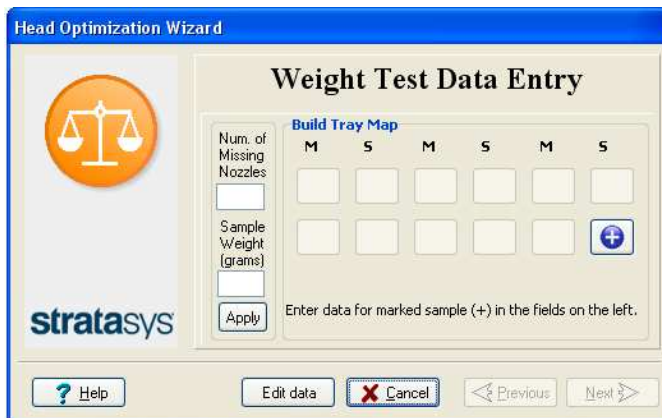 Head Optimization Wizard
Weight Test Data Entry
Num. of
Missing
Nozzles
Sample
Weight
(grams)
Apply
Build Tray Map
M S M S M S
Enter data for marked sample (+) in the fields on the left.
stratasys
Help
Edit data
Cancel
Previous
Next